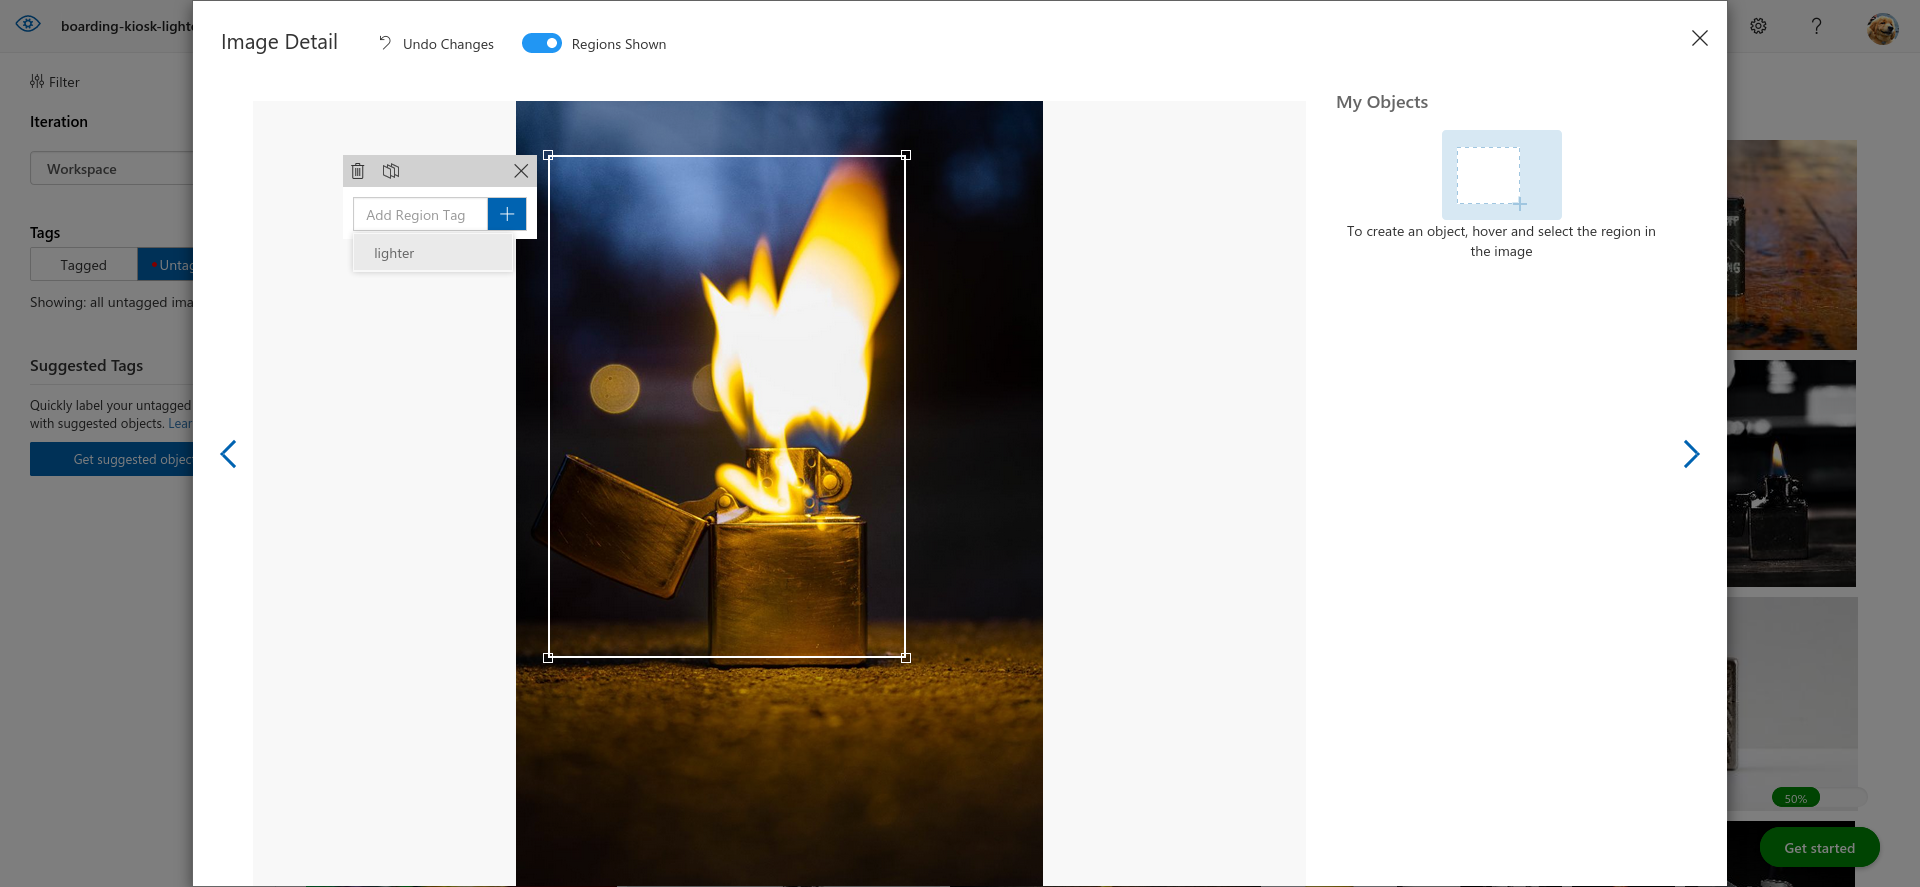 boarding-kiosk-light
Image Detail
Undo Changes
Regions Shown
Filter
Iteration
Workspace
Tags
Tagged
Untag
Showing: all untagged ima
Suggested Tags
Quickly label your untagged
with suggested objects. Lear
Get suggested objec
Add Region Tag
lighter
My Objects
To create an object, hover and select the region in
the image
50%
Get started